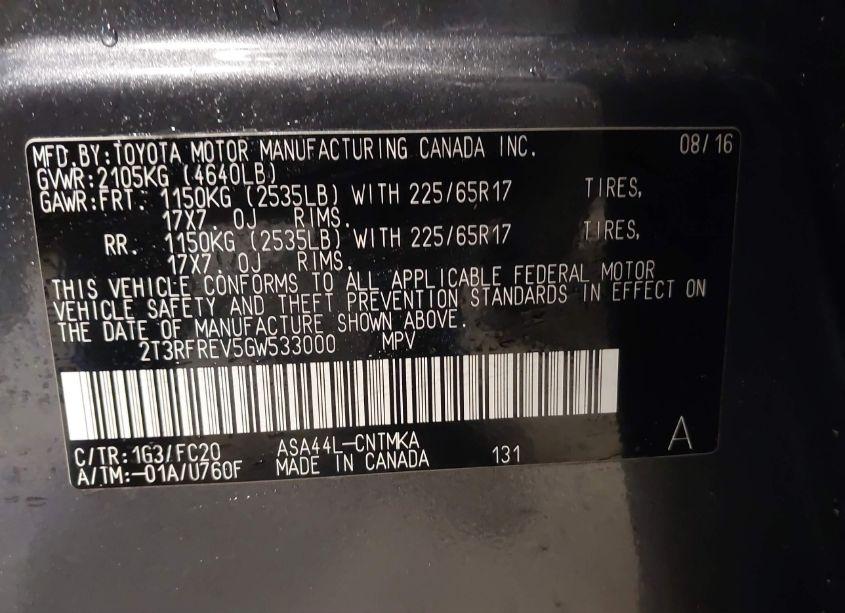 MFD.BY:TOYOTA MOTOR MANUFACTURING CANADA INC. 08/16
GVWR:2105KG (4640LB)
GAWR:FRT. 1150KG (2535LB) WITH 225/65R17 TIRES,
17X7.0J RIMS.
RR. 1150KG (2535LB) WITH 225/65R17 TIRES,
17X7.0J RIMS.
THIS VEHICLE CONFORMS TO ALL APPLICABLE FEDERAL MOTOR
VEHICLE SAFETY AND THEFT PREVENTION STANDARDS IN EFFECT ON
THE DATE OF MANUFACTURE SHOWN ABOVE.
2T3RFREV5GW533000 MPV
C/TR:1G3/FC20 ASA44L-CNTMKA A
A/TM:-01A/U760F MADE IN CANADA 131